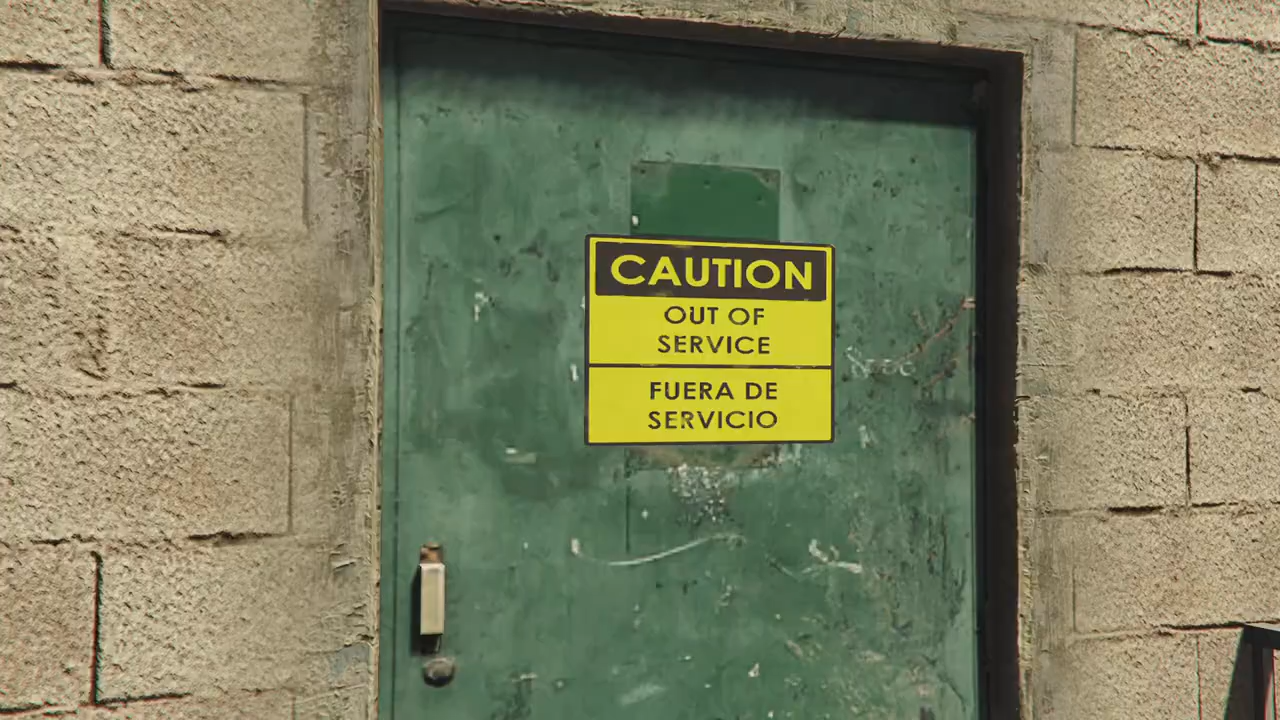 CAUTION
OUT OF
SERVICE
FUERA DE
SERVICIO